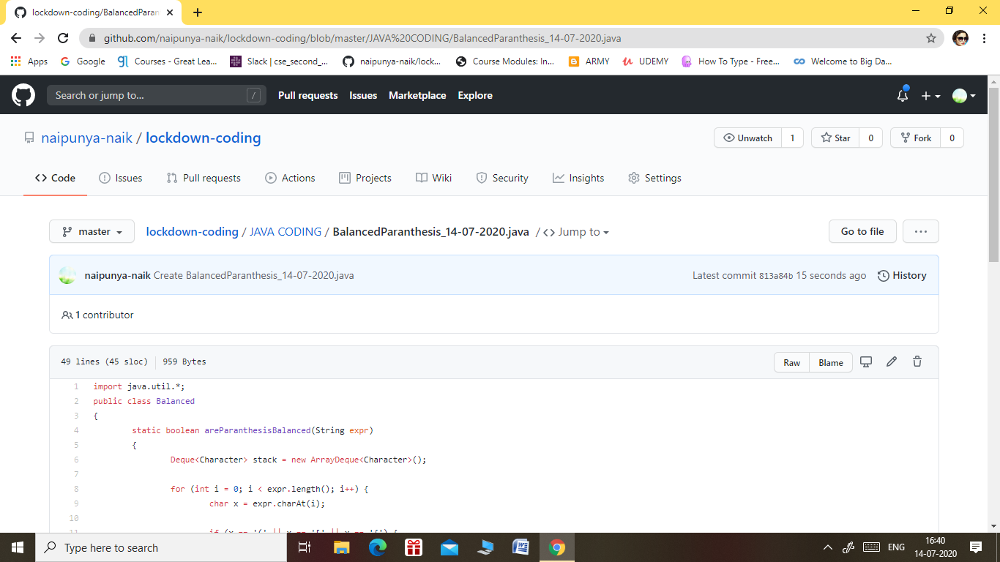 lockdown-coding/BalancedParan
github.com/naipunya-naik/lockdown-coding/blob/master/JAVA%20CODING/BalancedParanthesis_14-07-2020.java
Apps Google Courses - Great Lea... Slack | cse_second_... naipunya-naik/lock... Course Modules: In... ARMY UDEMY How To Type - Free... Welcome to Big Da...
Search or jump to... / Pull requests Issues Marketplace Explore
naipunya-naik / lockdown-coding Unwatch 1 Star 0 Fork 0
Code Issues Pull requests Actions Projects Wiki Security Insights Settings
master lockdown-coding / JAVA CODING / BalancedParanthesis_14-07-2020.java / <> Jump to Go to file ...
naipunya-naik Create BalancedParanthesis_14-07-2020.java Latest commit 813a84b 15 seconds ago History
1 contributor
49 lines (45 sloc) 959 Bytes Raw Blame
1 import java.util.*;
2 public class Balanced
3 {
4 static boolean areParanthesisBalanced(String expr)
5 {
6 Deque<Character> stack = new ArrayDeque<Character>();
7
8 for (int i = 0; i < expr.length(); i++) {
9 char x = expr.charAt(i);
10
11 if (x == '(' || x == '[' || x == '{') {
Type here to search ENG 16:40
14-07-2020